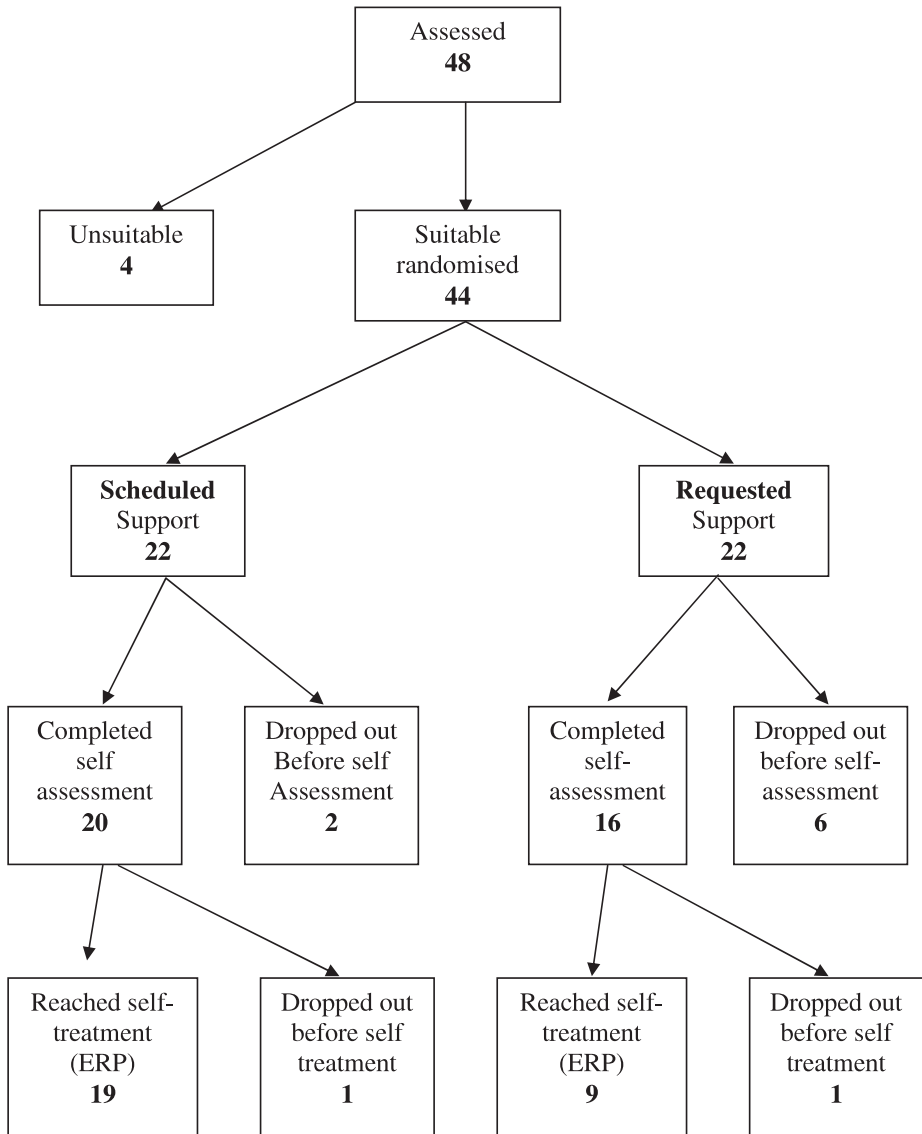 Assessed
48
Unsuitable
4
Suitable
randomised
44
Scheduled
Support
22
Requested
Support
22
Completed
self
assessment
20
Dropped out
Before self
Assessment
2
Completed
self-
assessment
16
Dropped out
before self-
assessment
6
Reached self-
treatment
(ERP)
19
Dropped out
before self
treatment
1
Reached self-
treatment
(ERP)
9
Dropped out
before self
treatment
1